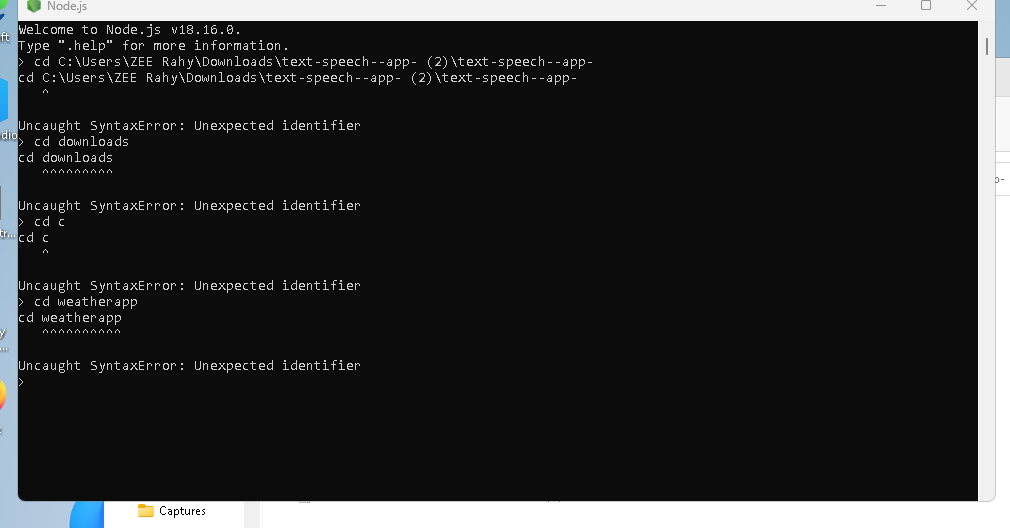 Node.js
Welcome to Node.js v18.16.0.
Type ".help" for more information.
> cd C:\Users\ZEE Rahy\Downloads\text-speech--app- (2)\text-speech--app-
cd C:\Users\ZEE Rahy\Downloads\text-speech--app- (2)\text-speech--app-
^
Uncaught SyntaxError: Unexpected identifier
> cd downloads
cd downloads
^^^^^^^^^
Uncaught SyntaxError: Unexpected identifier
> cd c
cd c
^
Uncaught SyntaxError: Unexpected identifier
> cd weatherapp
cd weatherapp
^^^^^^^^^^
Uncaught SyntaxError: Unexpected identifier
>
Captures